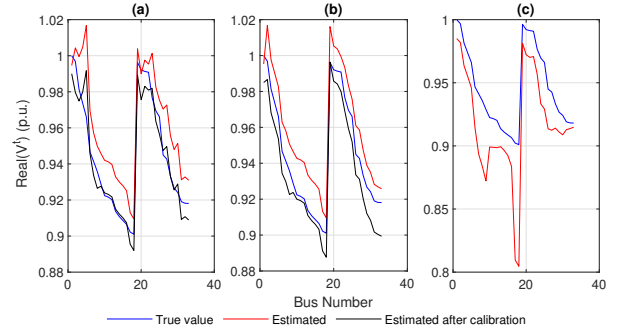 (a) (b) (c)
1.02 1.02 1
1 1 0.95
0.98 0.98
0.96 0.96 0.9
0.94 0.94
0.92 0.92 0.85
0.9 0.9
0.88 0.88 0.8
0 20 40 0 20 40 0 20 40
Real(V^t) (p.u.)
Bus Number
True value Estimated Estimated after calibration